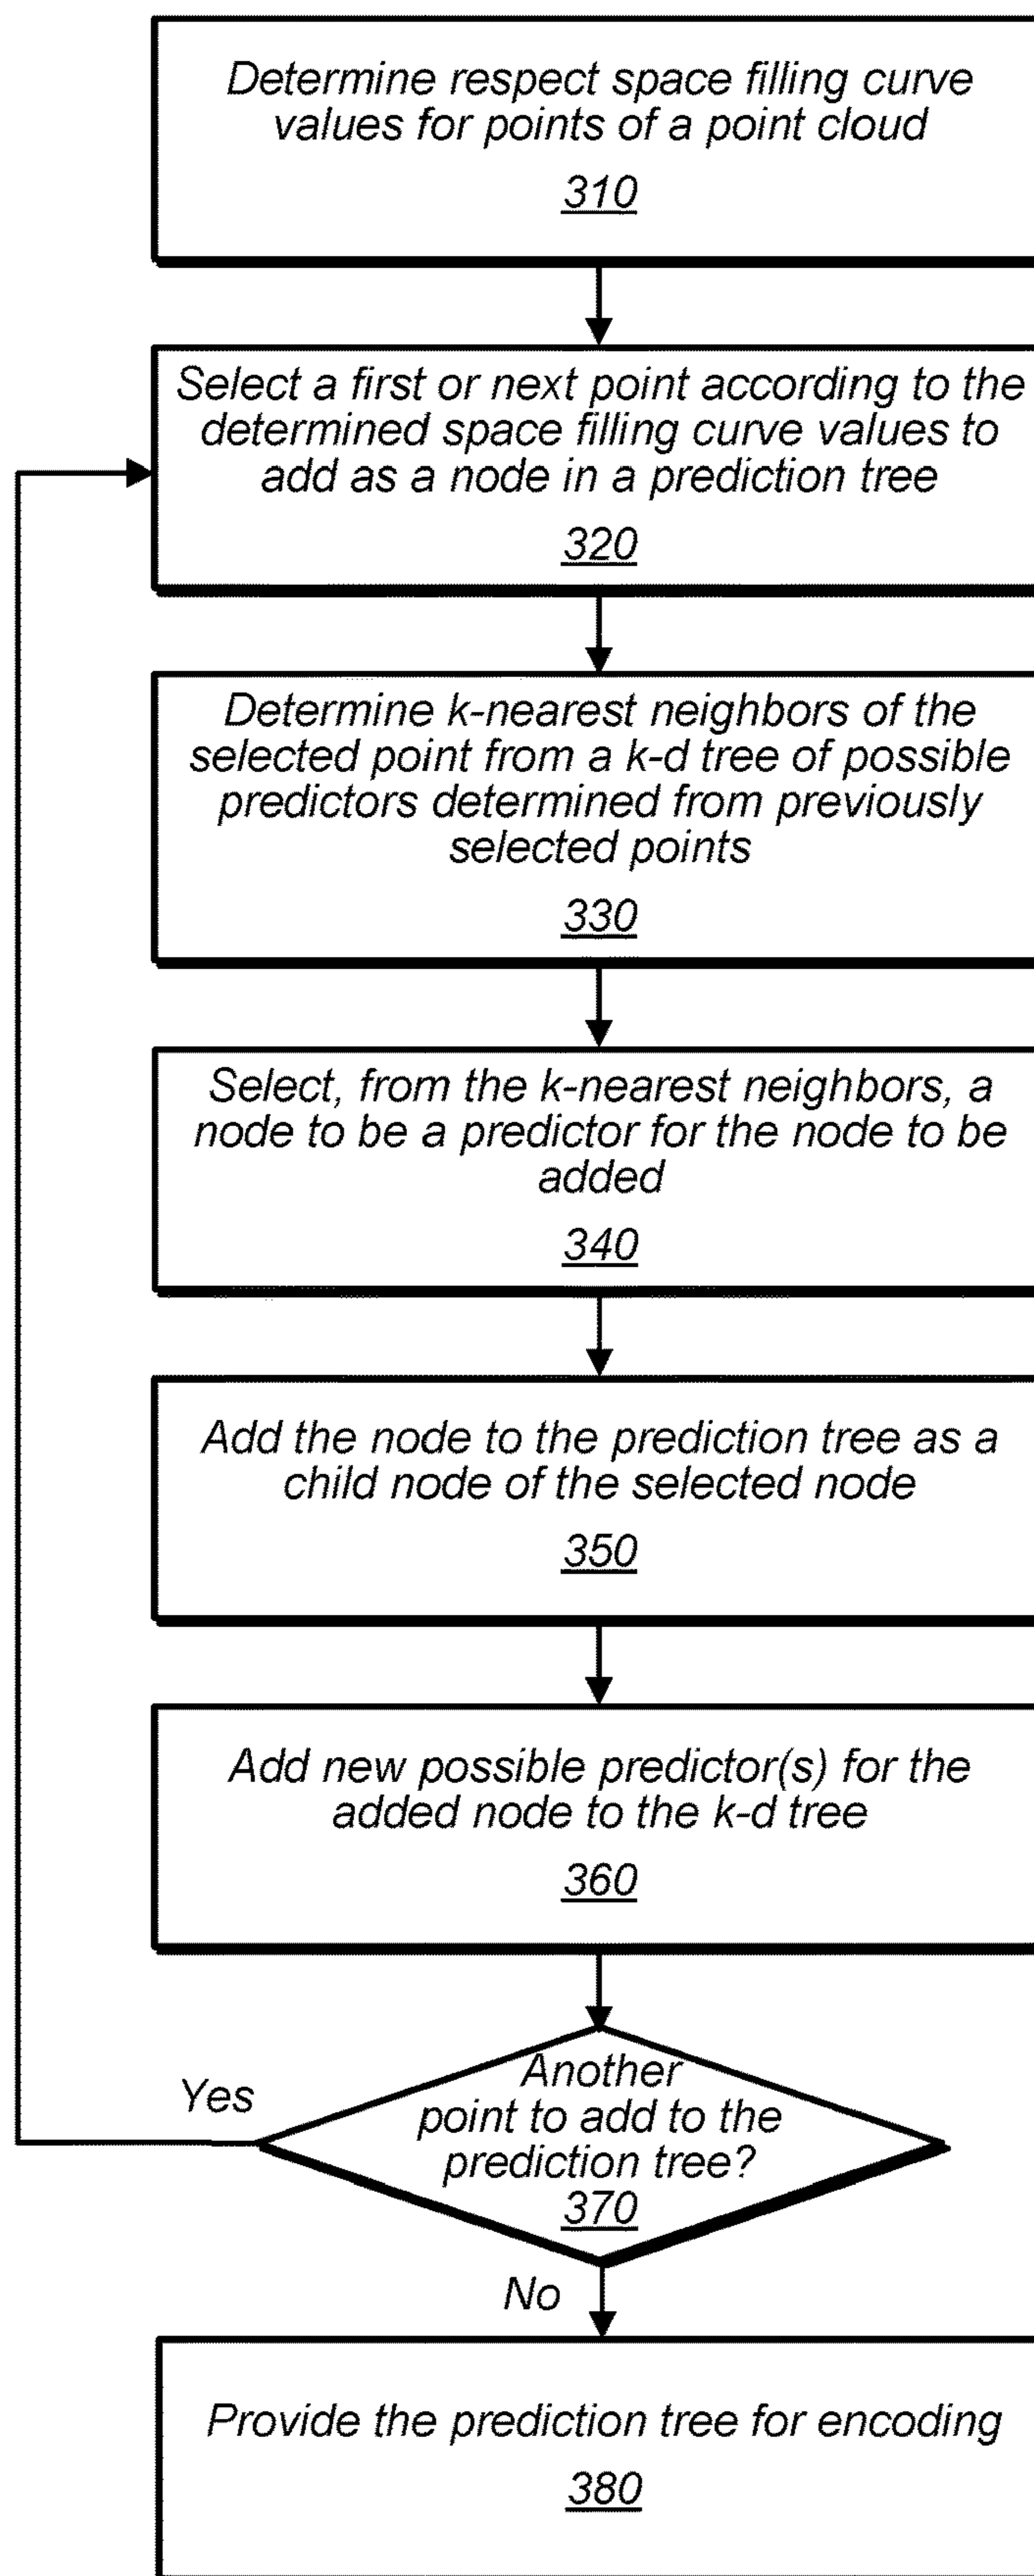 Determine respect space filling curve
values for points of a point cloud
310
Select a first or next point according to the
determined space filling curve values to
add as a node in a prediction tree
320
Determine k-nearest neighbors of the
selected point from a k-d tree of possible
predictors determined from previously
selected points
330
Select, from the k-nearest neighbors, a
node to be a predictor for the node to be
added
340
Add the node to the prediction tree as a
child node of the selected node
350
Add new possible predictor(s) for the
added node to the k-d tree
360
Yes
Another
point to add to the
prediction tree?
370
No
Provide the prediction tree for encoding
380